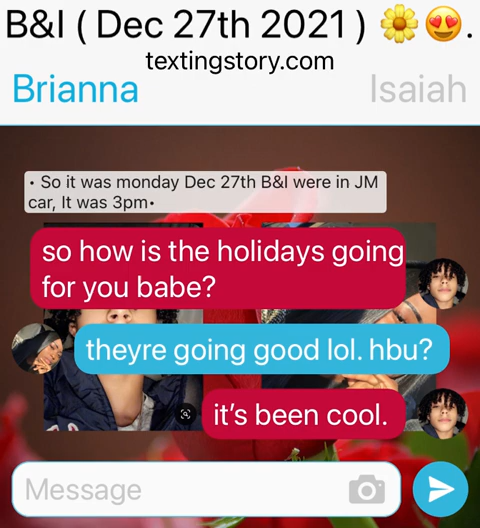 B&I ( Dec 27th 2021 ) 🌼😍.
textingstory.com
Brianna Isaiah
• So it was monday Dec 27th B&I were in JM
car, It was 3pm•
so how is the holidays going
for you babe?
theyre going good lol. hbu?
it's been cool.
Message